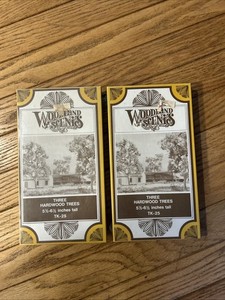 WOODLAND
SCENICS
THREE
HARDWOOD TREES
5½-6½ inches tall
TK-25
WOODLAND
SCENICS
THREE
HARDWOOD TREES
5½-6½ inches tall
TK-25